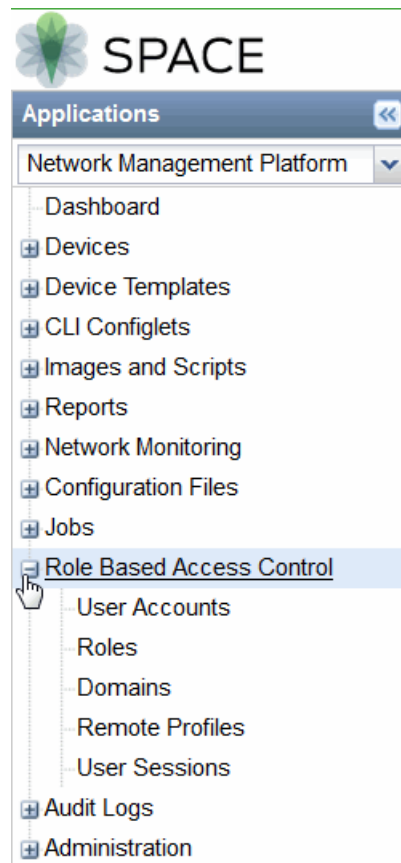 SPACE
Applications
Network Management Platform
Dashboard
Devices
Device Templates
CLI Configlets
Images and Scripts
Reports
Network Monitoring
Configuration Files
Jobs
Role Based Access Control
User Accounts
Roles
Domains
Remote Profiles
User Sessions
Audit Logs
Administration